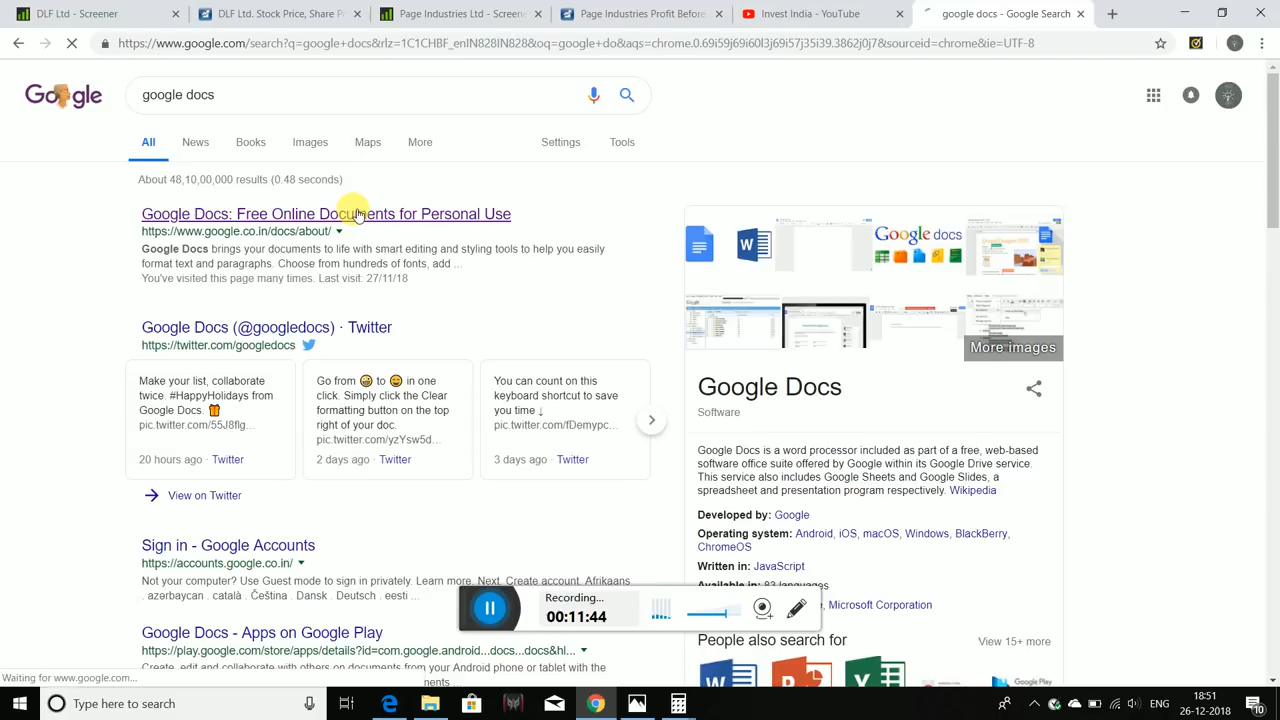 DLF Ltd. - Screener
DLF Ltd. Stock Price, Share P
Page Industries Ltd. - Screene
Page Industries Profit Before
Invest India - YouTube
google docs - Google Search
https://www.google.com/search?q=google+docs&rlz=1C1CHBF_enIN828IN828&oq=google+do&aqs=chrome.0.69i59j69i60l3j69i57j35i39.3862j0j7&sourceid=chrome&ie=UTF-8
Google
google docs
All News Books Images Maps More Settings Tools
About 48,10,00,000 results (0.48 seconds)
Google Docs: Free Online Documents for Personal Use
https://www.google.co.in/docs/about/
Google Docs brings your documents to life with smart editing and styling tools to help you easily
format text and paragraphs. Choose from hundreds of fonts, add ...
You've visited this page many times. Last visit: 27/11/18
Google Docs (@googledocs) · Twitter
https://twitter.com/googledocs
Make your list, collaborate
twice. #HappyHolidays from
Google Docs. 🎁
pic.twitter.com/55J8flg...
20 hours ago · Twitter
Go from to in one
click. Simply click the Clear
formatting button on the top
right of your doc.
pic.twitter.com/yzYsw5d...
2 days ago · Twitter
You can count on this
keyboard shortcut to save
you time ↓
pic.twitter.com/fDemypc...
3 days ago · Twitter
View on Twitter
Sign in - Google Accounts
https://accounts.google.co.in/
Not your computer? Use Guest mode to sign in privately. Learn more. Next. Create account. Afrikaans
. azərbaycan . català . Čeština . Dansk . Deutsch . eesti ...
Google Docs - Apps on Google Play
https://play.google.com/store/apps/details?id=com.google.android...docs...docs&hl...
Create, edit and collaborate with others on documents from your Android phone or tablet with the
Google docs
More images
Google Docs
Software
Google Docs is a word processor included as part of a free, web-based
software office suite offered by Google within its Google Drive service.
This service also includes Google Sheets and Google Slides, a
spreadsheet and presentation program respectively. Wikipedia
Developed by: Google
Operating system: Android, iOS, macOS, Windows, BlackBerry,
ChromeOS
Written in: JavaScript
Available in: 83 languages
Microsoft Corporation
People also search for View 15+ more
Google Play
Recording...
00:11:44
Waiting for www.google.com...
Type here to search
ENG
18:51
26-12-2018